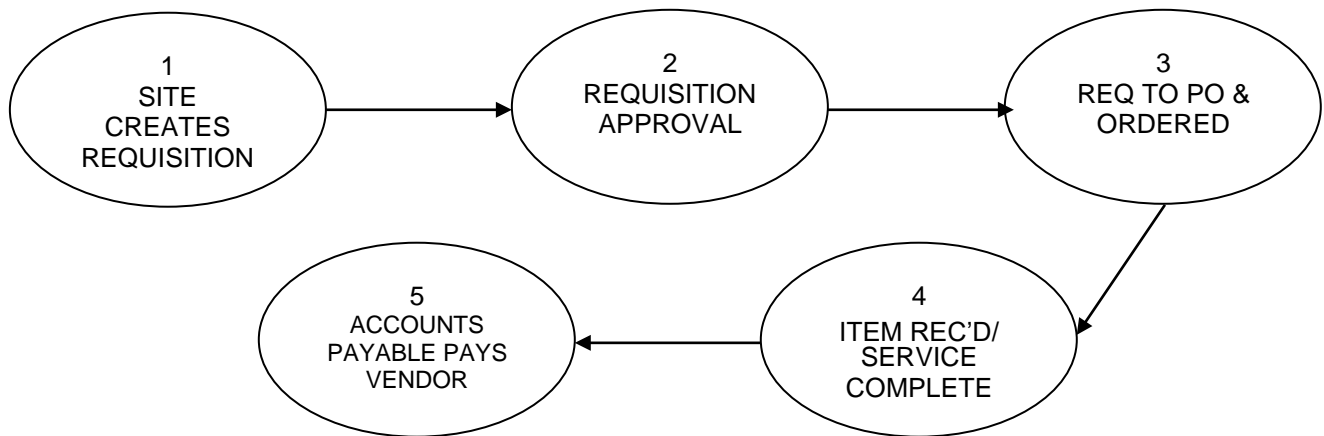 1
SITE
CREATES
REQUISITION
2
REQUISITION
APPROVAL
3
REQ TO PO &
ORDERED
4
ITEM REC’D/
SERVICE
COMPLETE
5
ACCOUNTS
PAYABLE PAYS
VENDOR